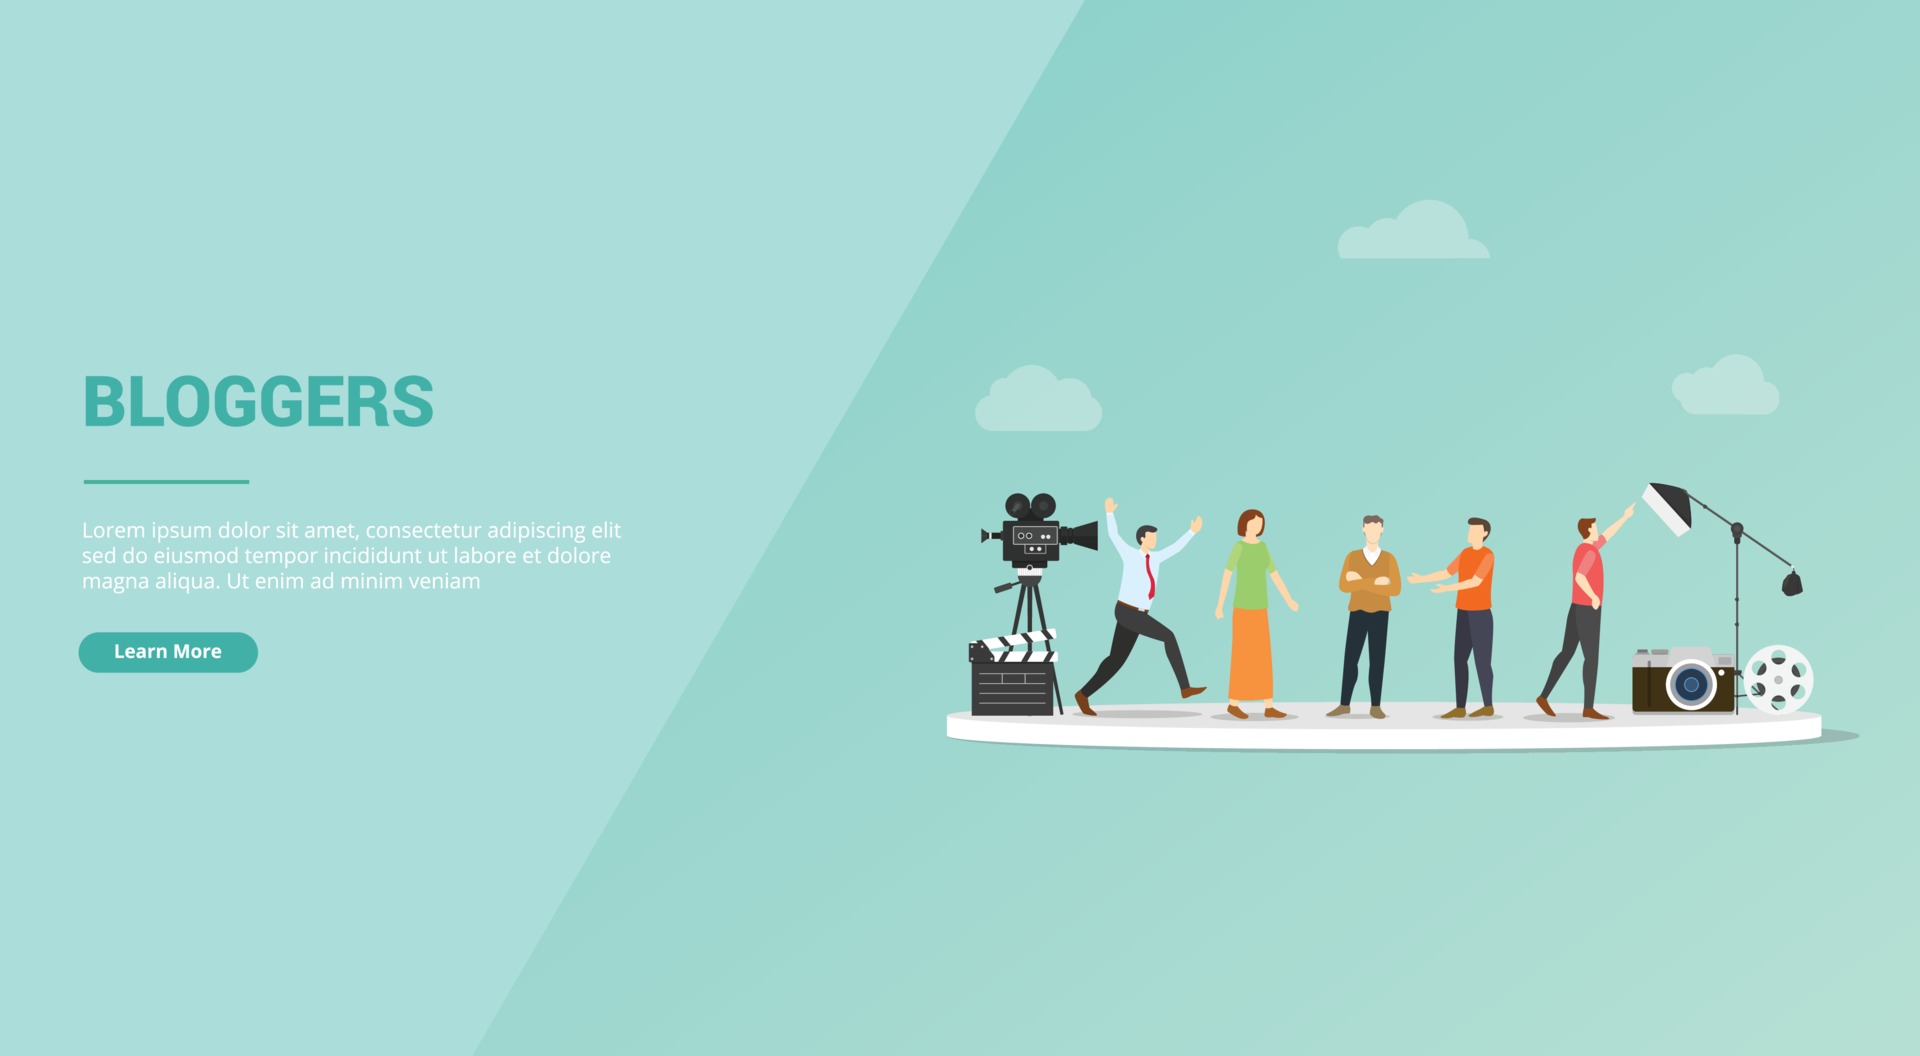 BLOGGERS
Lorem ipsum dolor sit amet, consectetur adipiscing elit
sed do eiusmod tempor incididunt ut labore et dolore
magna aliqua. Ut enim ad minim veniam
Learn More